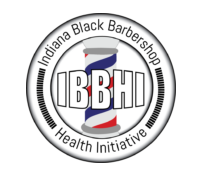 Indiana Black Barbershop
IBBHI
Health Initiative